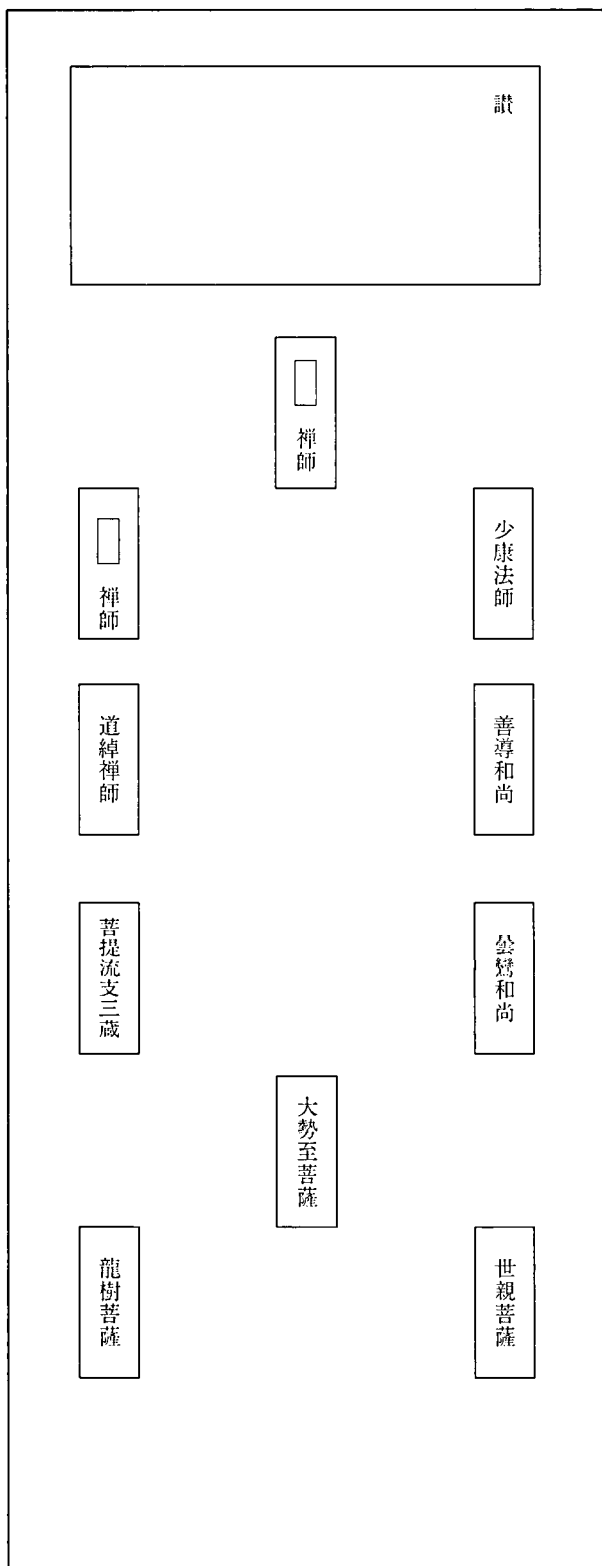 讃
禅師
少康法師
禅師
善導和尚
道綽禅師
曇鸞和尚
菩提流支三蔵
大勢至菩薩
世親菩薩
龍樹菩薩